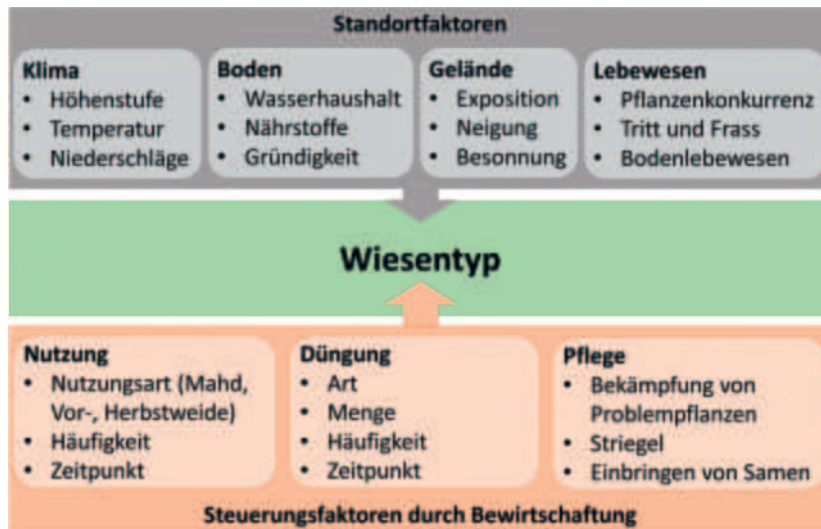 Standortfaktoren
Klima
• Höhenstufe
• Temperatur
• Niederschläge
Boden
• Wasserhaushalt
• Nährstoffe
• Gründigkeit
Gelände
• Exposition
• Neigung
• Besonnung
Lebewesen
• Pflanzenkonkurrenz
• Tritt und Frass
• Bodenlebewesen
Wiesentyp
Nutzung
• Nutzungsart (Mahd,
Vor-, Herbstweide)
• Häufigkeit
• Zeitpunkt
Düngung
• Art
• Menge
• Häufigkeit
• Zeitpunkt
Pflege
• Bekämpfung von
Problempflanzen
• Striegel
• Einbringen von Samen
Steuerungsfaktoren durch Bewirtschaftung